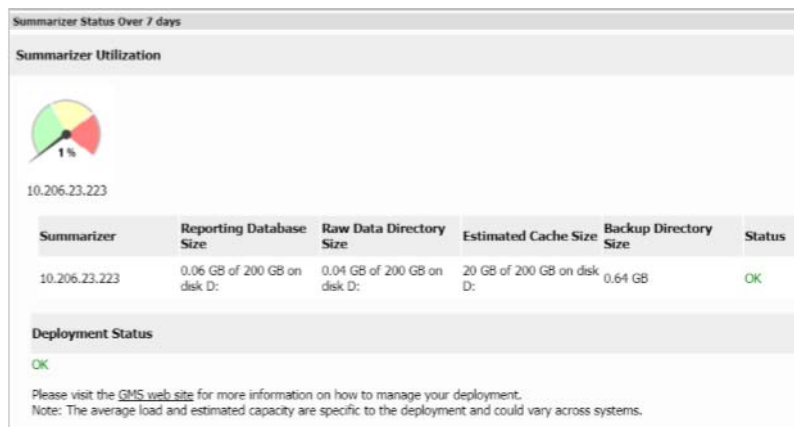 Summarizer Status Over 7 days
Summarizer Utilization
1 %
10.206.23.223
Summarizer Reporting Database Size Raw Data Directory Size Estimated Cache Size Backup Directory Size Status
10.206.23.223 0.06 GB of 200 GB on disk D: 0.04 GB of 200 GB on disk D: 20 GB of 200 GB on disk D: 0.64 GB OK
Deployment Status
OK
Please visit the GMS web site for more information on how to manage your deployment.
Note: The average load and estimated capacity are specific to the deployment and could vary across systems.